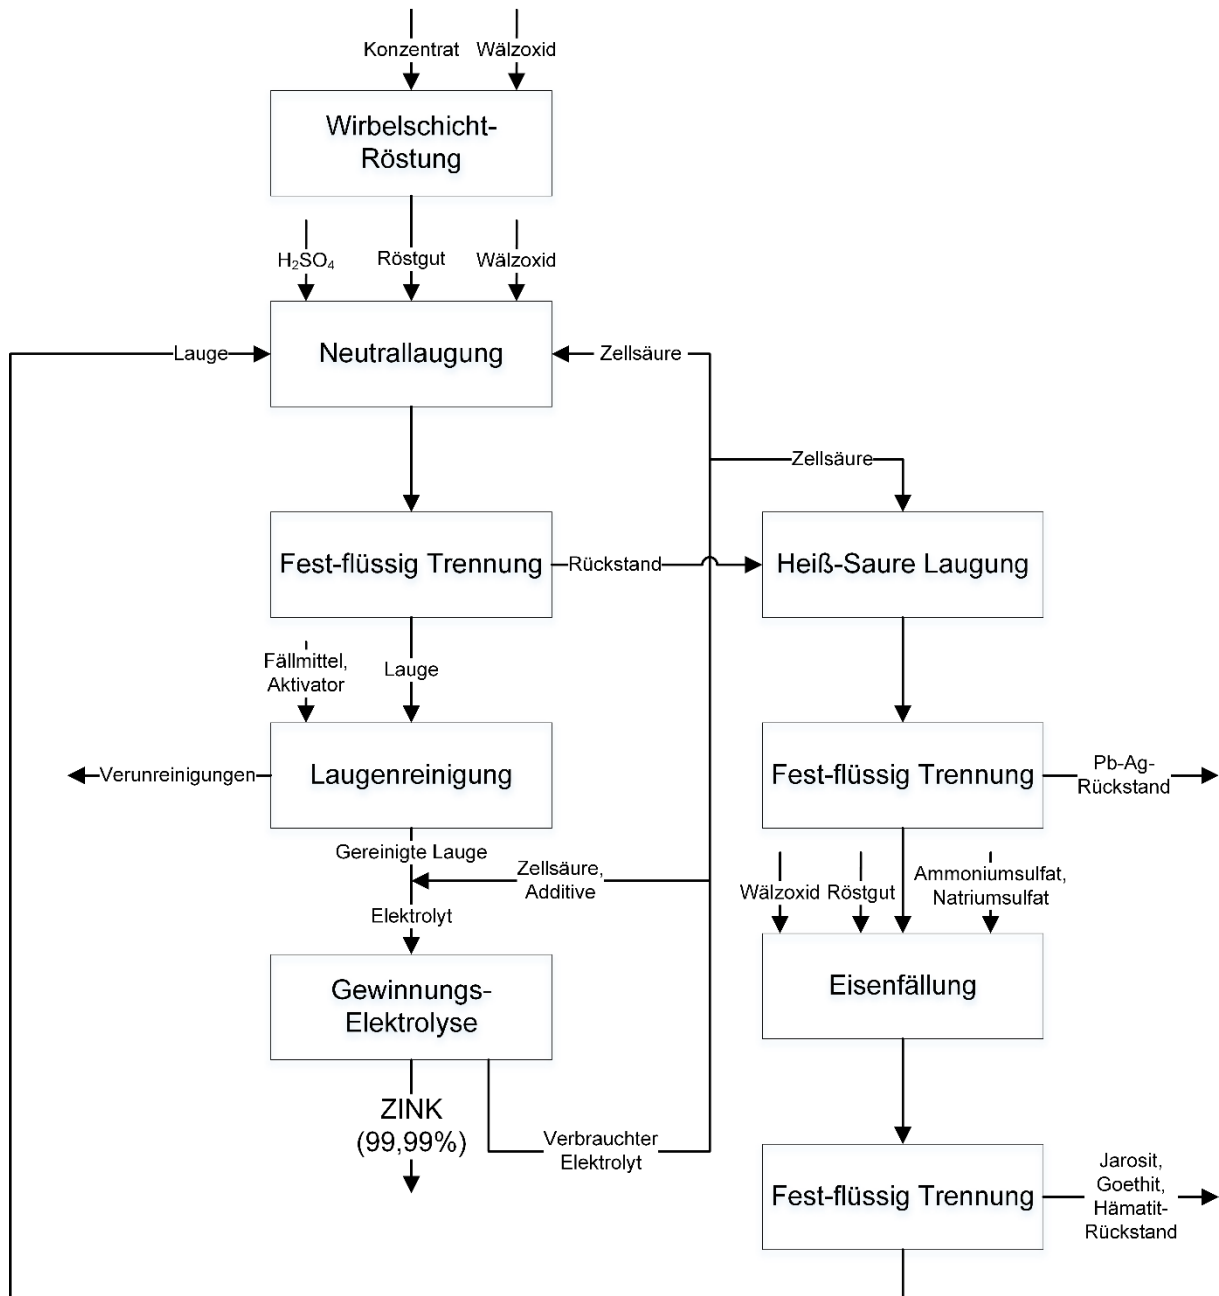 Konzentrat
Wälzoxid
Wirbelschicht-
Röstung
H₂SO₄
Röstgut
Wälzoxid
Lauge
Neutrallaugung
Zellsäure
Zellsäure
Fest-flüssig Trennung
Rückstand
Heiß-Saure Laugung
Fällmittel,
Aktivator
Lauge
Verunreinigungen
Laugenreinigung
Fest-flüssig Trennung
Pb-Ag-
Rückstand
Gereinigte Lauge
Zellsäure,
Additive
Elektrolyt
Wälzoxid
Röstgut
Ammoniumsulfat,
Natriumsulfat
Gewinnungs-
Elektrolyse
Eisenfällung
ZINK
(99,99%)
Verbrauchter
Elektrolyt
Fest-flüssig Trennung
Jarosit,
Goethit,
Hämatit-
Rückstand